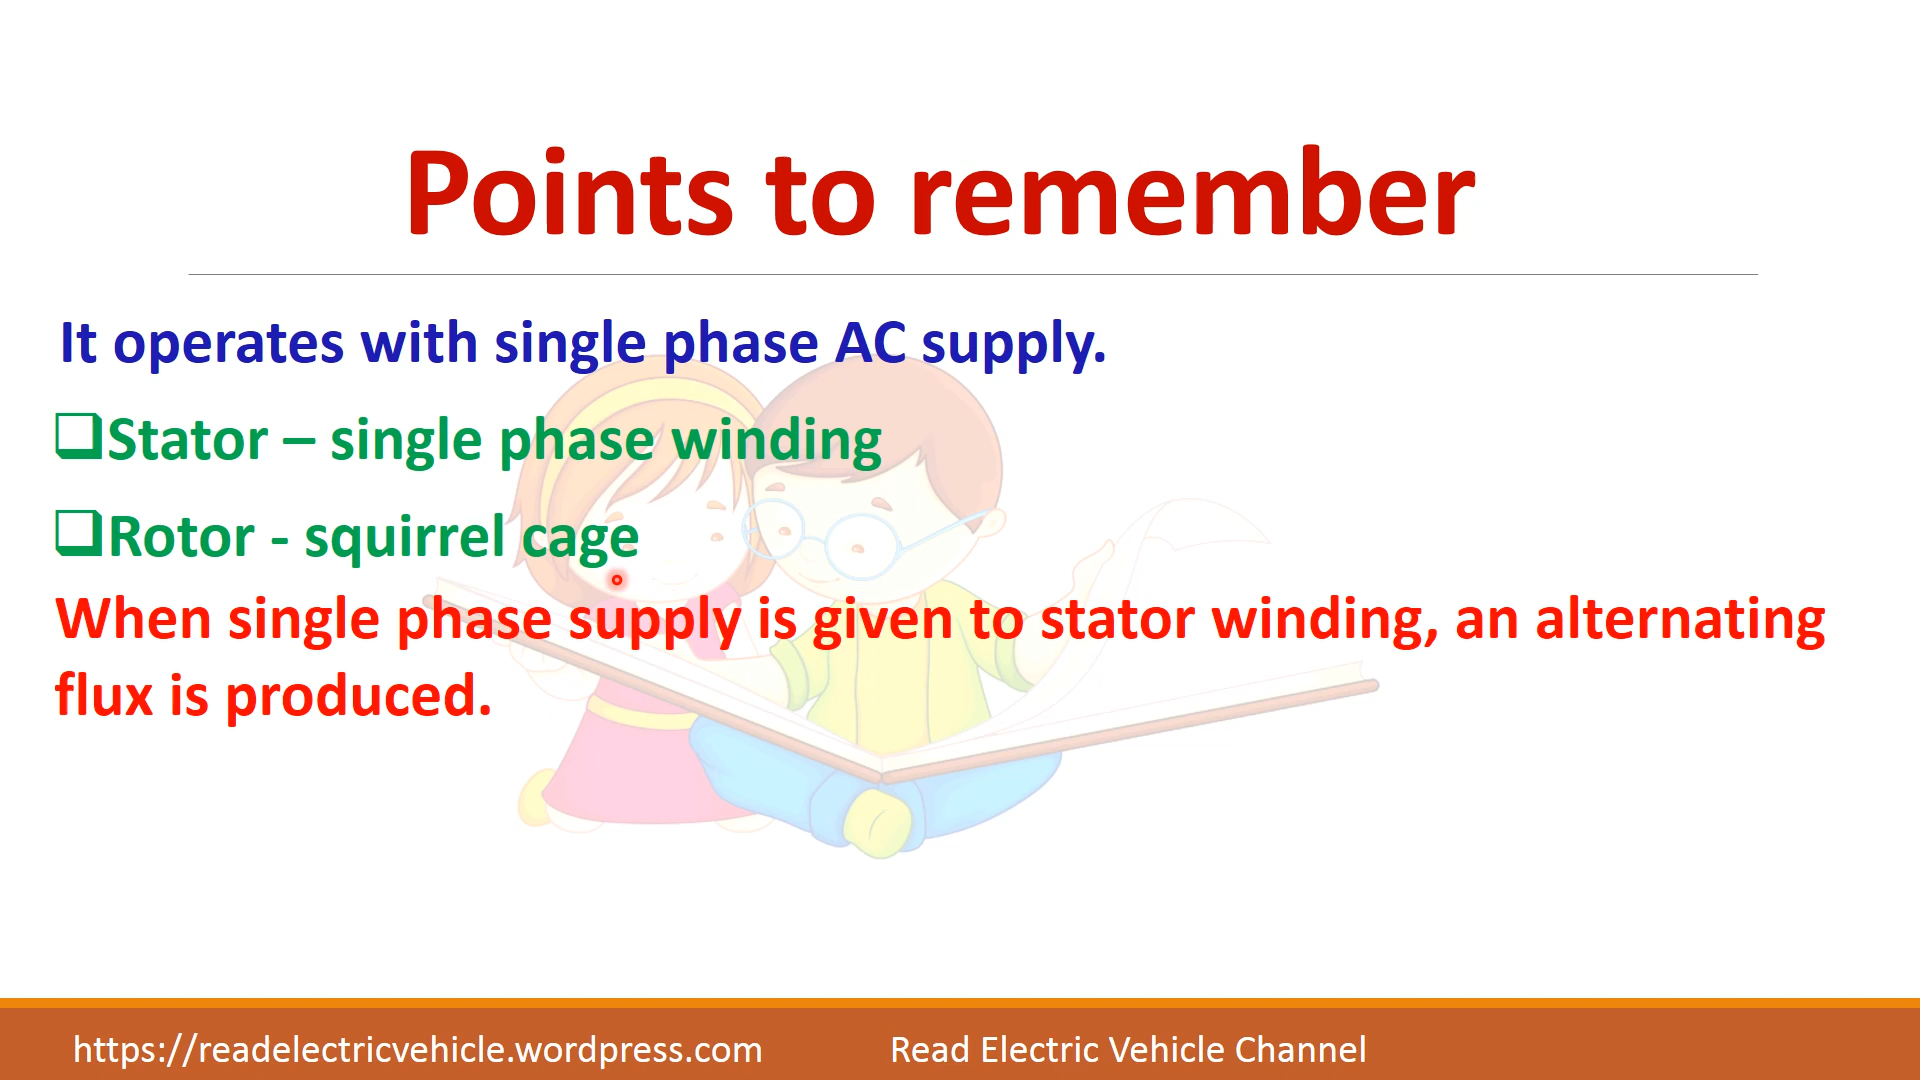 Points to remember
It operates with single phase AC supply.
❑Stator – single phase winding
❑Rotor - squirrel cage
When single phase supply is given to stator winding, an alternating
flux is produced.
https://readelectricvehicle.wordpress.com Read Electric Vehicle Channel